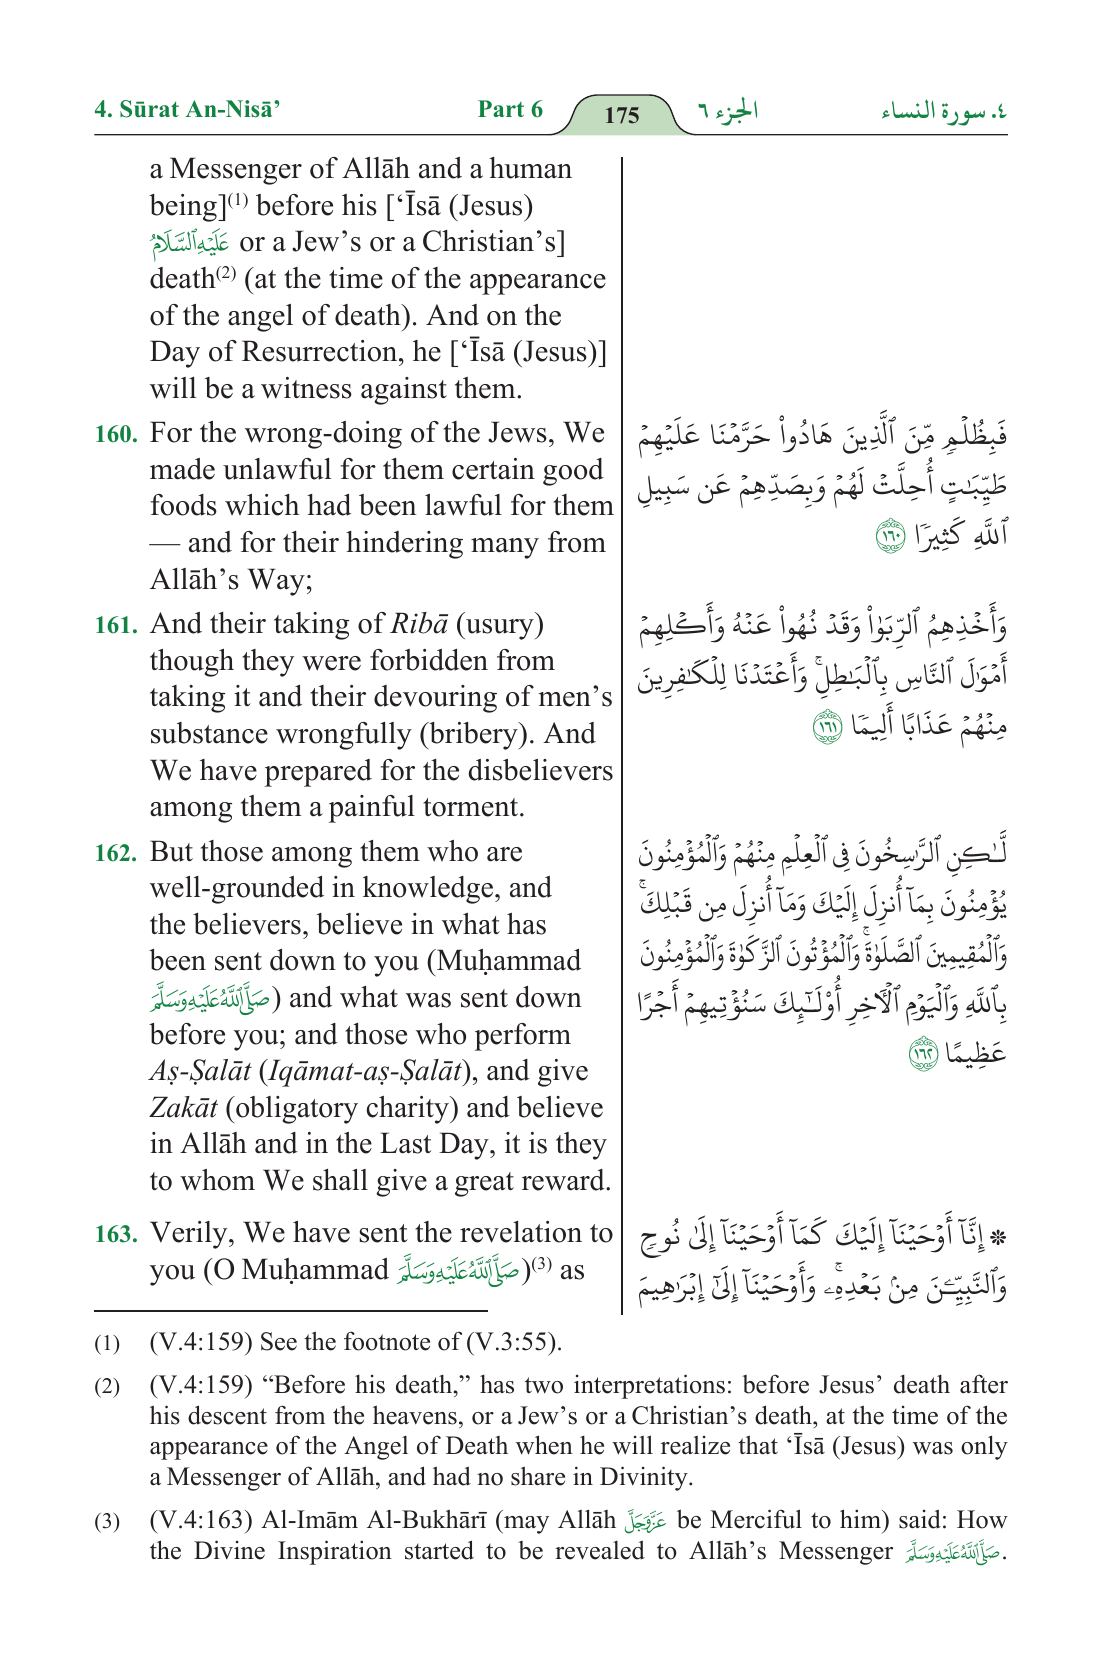 4. Sūrat An-Nisā’ Part 6 175 الجزء ٦ ٤. سورة النساء
a Messenger of Allāh and a human
being](1) before his [‘Īsā (Jesus)
عَلَيْهِ ٱلسَّلَامُ or a Jew’s or a Christian’s]
death(2) (at the time of the appearance
of the angel of death). And on the
Day of Resurrection, he [‘Īsā (Jesus)]
will be a witness against them.
160. For the wrong-doing of the Jews, We
made unlawful for them certain good
foods which had been lawful for them
— and for their hindering many from
Allāh’s Way;
فَبِظُلْمٍ مِّنَ ٱلَّذِينَ هَادُوا۟ حَرَّمْنَا عَلَيْهِمْ
طَيِّبَٰتٍ أُحِلَّتْ لَهُمْ وَبِصَدِّهِمْ عَن سَبِيلِ
ٱللَّهِ كَثِيرًا ١٦٠
161. And their taking of Ribā (usury)
though they were forbidden from
taking it and their devouring of men’s
substance wrongfully (bribery). And
We have prepared for the disbelievers
among them a painful torment.
وَأَخْذِهِمُ ٱلرِّبَوٰا۟ وَقَدْ نُهُوا۟ عَنْهُ وَأَكْلِهِمْ
أَمْوَٰلَ ٱلنَّاسِ بِٱلْبَٰطِلِ ۚ وَأَعْتَدْنَا لِلْكَٰفِرِينَ
مِنْهُمْ عَذَابًا أَلِيمًا ١٦١
162. But those among them who are
well-grounded in knowledge, and
the believers, believe in what has
been sent down to you (Muḥammad
صَلَّى ٱللَّهُ عَلَيْهِ وَسَلَّمَ) and what was sent down
before you; and those who perform
Aṣ-Ṣalāt (Iqāmat-aṣ-Ṣalāt), and give
Zakāt (obligatory charity) and believe
in Allāh and in the Last Day, it is they
to whom We shall give a great reward.
لَّٰكِنِ ٱلرَّٰسِخُونَ فِى ٱلْعِلْمِ مِنْهُمْ وَٱلْمُؤْمِنُونَ
يُؤْمِنُونَ بِمَآ أُنزِلَ إِلَيْكَ وَمَآ أُنزِلَ مِن قَبْلِكَ ۚ
وَٱلْمُقِيمِينَ ٱلصَّلَوٰةَ ۚ وَٱلْمُؤْتُونَ ٱلزَّكَوٰةَ وَٱلْمُؤْمِنُونَ
بِٱللَّهِ وَٱلْيَوْمِ ٱلْءَاخِرِ أُو۟لَٰٓئِكَ سَنُؤْتِيهِمْ أَجْرًا
عَظِيمًا ١٦٢
163. Verily, We have sent the revelation to
you (O Muḥammad صَلَّى ٱللَّهُ عَلَيْهِ وَسَلَّمَ)(3) as
۞ إِنَّآ أَوْحَيْنَآ إِلَيْكَ كَمَآ أَوْحَيْنَآ إِلَىٰ نُوحٍ
وَٱلنَّبِيِّـۧنَ مِنۢ بَعْدِهِۦ ۚ وَأَوْحَيْنَآ إِلَىٰٓ إِبْرَٰهِيمَ
(1) (V.4:159) See the footnote of (V.3:55).
(2) (V.4:159) “Before his death,” has two interpretations: before Jesus’ death after
his descent from the heavens, or a Jew’s or a Christian’s death, at the time of the
appearance of the Angel of Death when he will realize that ‘Īsā (Jesus) was only
a Messenger of Allāh, and had no share in Divinity.
(3) (V.4:163) Al-Imām Al-Bukhārī (may Allāh عَزَّوَجَلَّ be Merciful to him) said: How
the Divine Inspiration started to be revealed to Allāh’s Messenger صَلَّى ٱللَّهُ عَلَيْهِ وَسَلَّمَ.